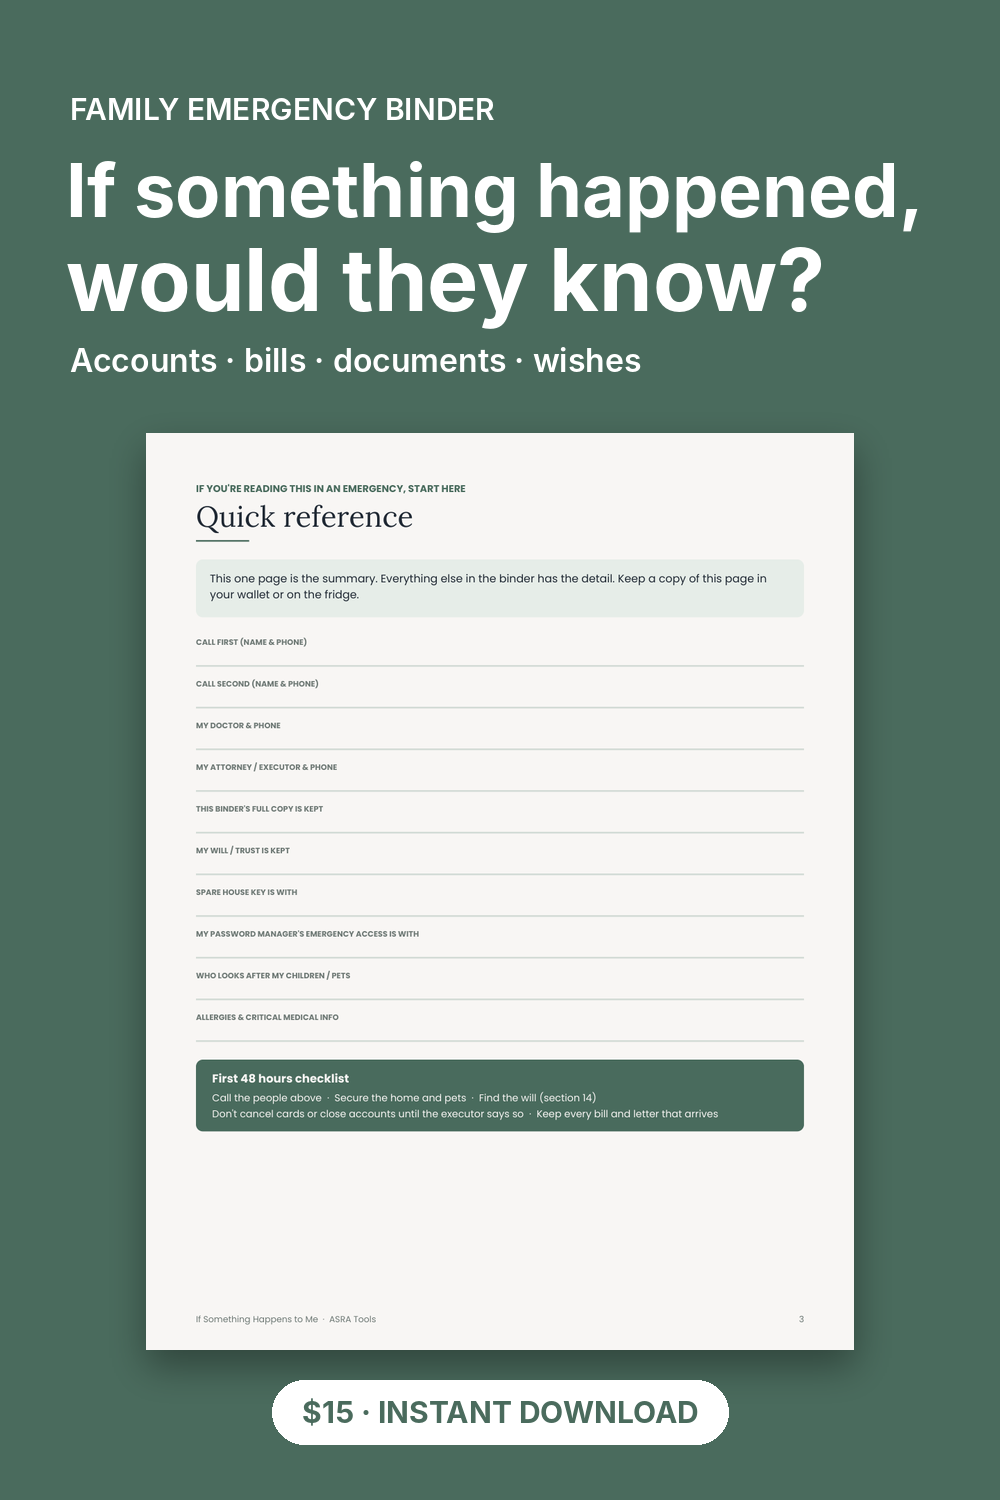 FAMILY EMERGENCY BINDER
If something happened,
would they know?
Accounts · bills · documents · wishes
IF YOU'RE READING THIS IN AN EMERGENCY, START HERE
Quick reference
This one page is the summary. Everything else in the binder has the detail. Keep a copy of this page in
your wallet or on the fridge.
CALL FIRST (NAME & PHONE)
CALL SECOND (NAME & PHONE)
MY DOCTOR & PHONE
MY ATTORNEY / EXECUTOR & PHONE
THIS BINDER'S FULL COPY IS KEPT
MY WILL / TRUST IS KEPT
SPARE HOUSE KEY IS WITH
MY PASSWORD MANAGER'S EMERGENCY ACCESS IS WITH
WHO LOOKS AFTER MY CHILDREN / PETS
ALLERGIES & CRITICAL MEDICAL INFO
First 48 hours checklist
Call the people above · Secure the home and pets · Find the will (section 14)
Don't cancel cards or close accounts until the executor says so · Keep every bill and letter that arrives
If Something Happens to Me · ASRA Tools 3
$15 · INSTANT DOWNLOAD